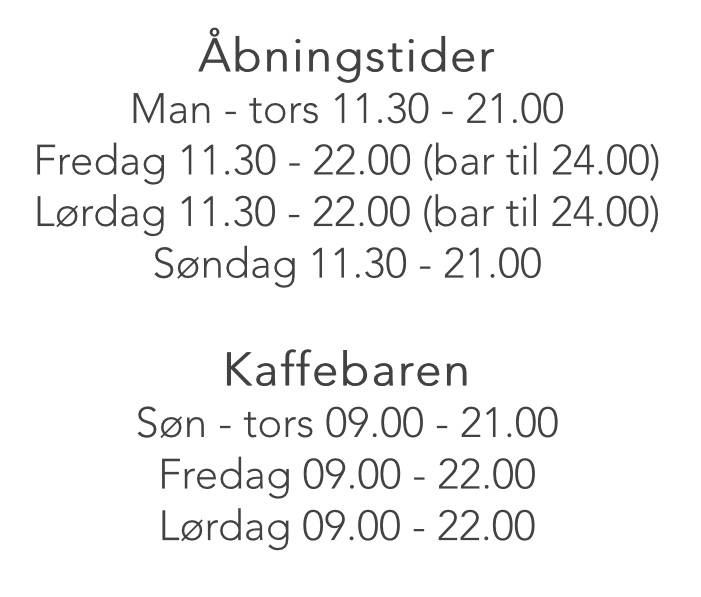 Åbningstider
Man - tors 11.30 - 21.00
Fredag 11.30 - 22.00 (bar til 24.00)
Lørdag 11.30 - 22.00 (bar til 24.00)
Søndag 11.30 - 21.00
Kaffebaren
Søn - tors 09.00 - 21.00
Fredag 09.00 - 22.00
Lørdag 09.00 - 22.00